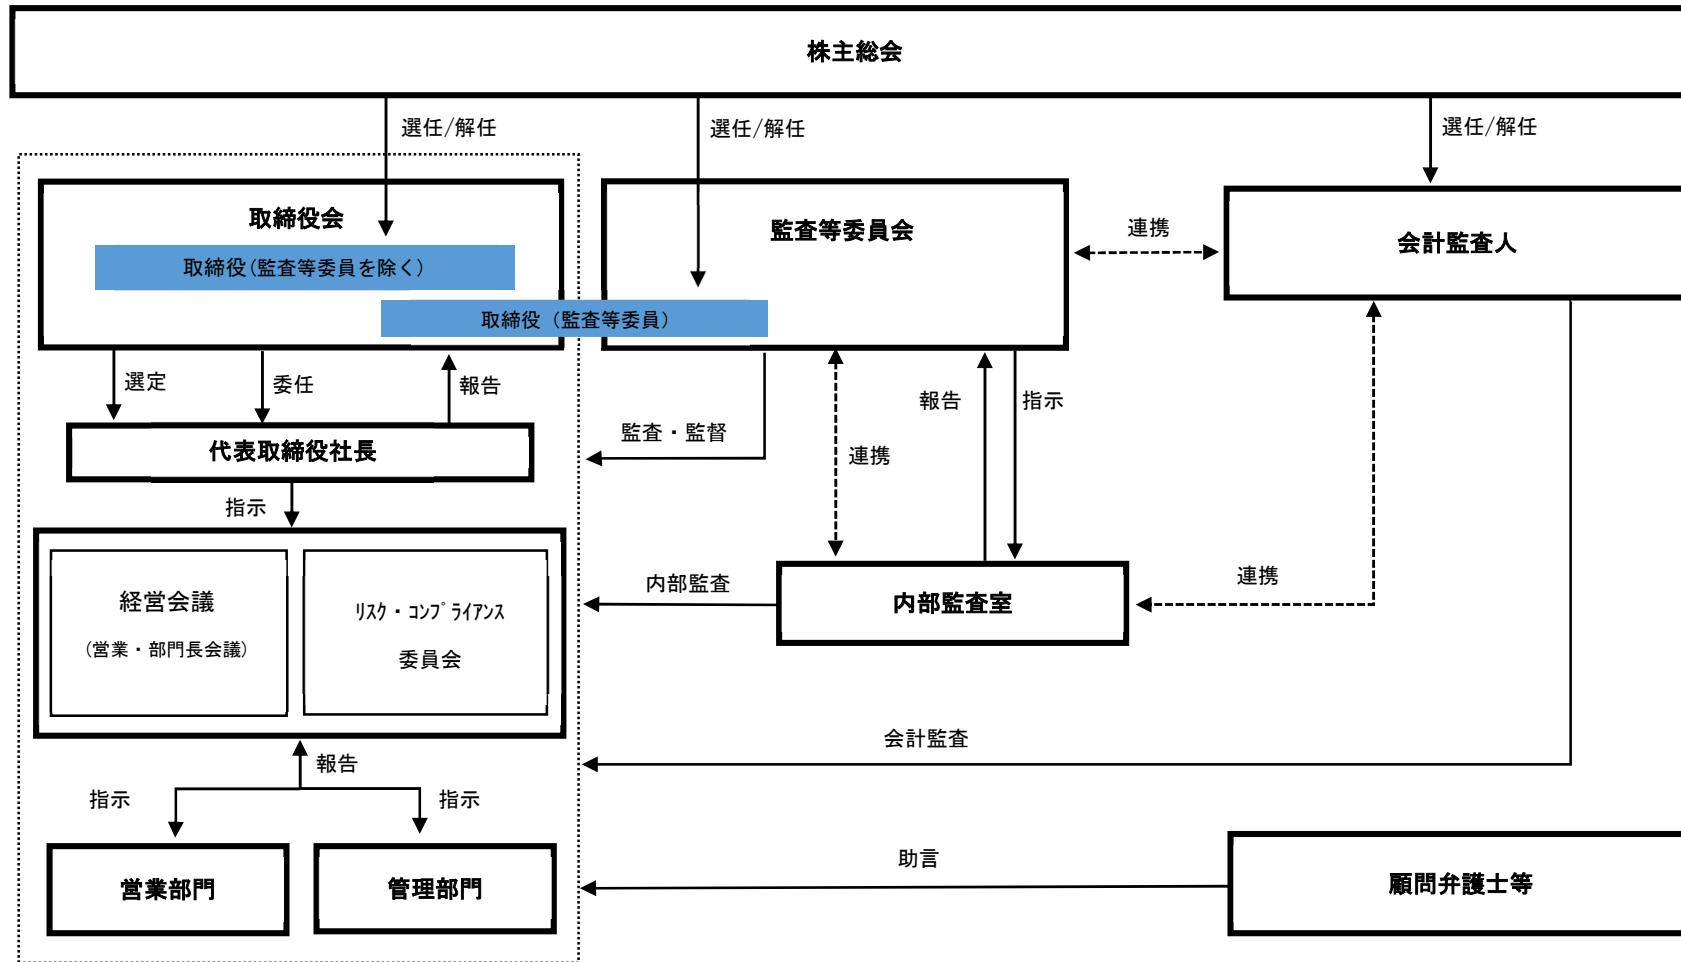 株主総会
選任/解任
選任/解任
選任/解任
取締役会
取締役(監査等委員を除く)
監査等委員会
取締役（監査等委員）
連携
会計監査人
選定
委任
報告
代表取締役社長
監査・監督
連携
報告
指示
指示
経営会議
(営業・部門長会議)
ﾘｽｸ・ｺﾝﾌﾟﾗｲｱﾝｽ
委員会
内部監査
内部監査室
連携
会計監査
報告
指示
指示
営業部門
管理部門
助言
顧問弁護士等